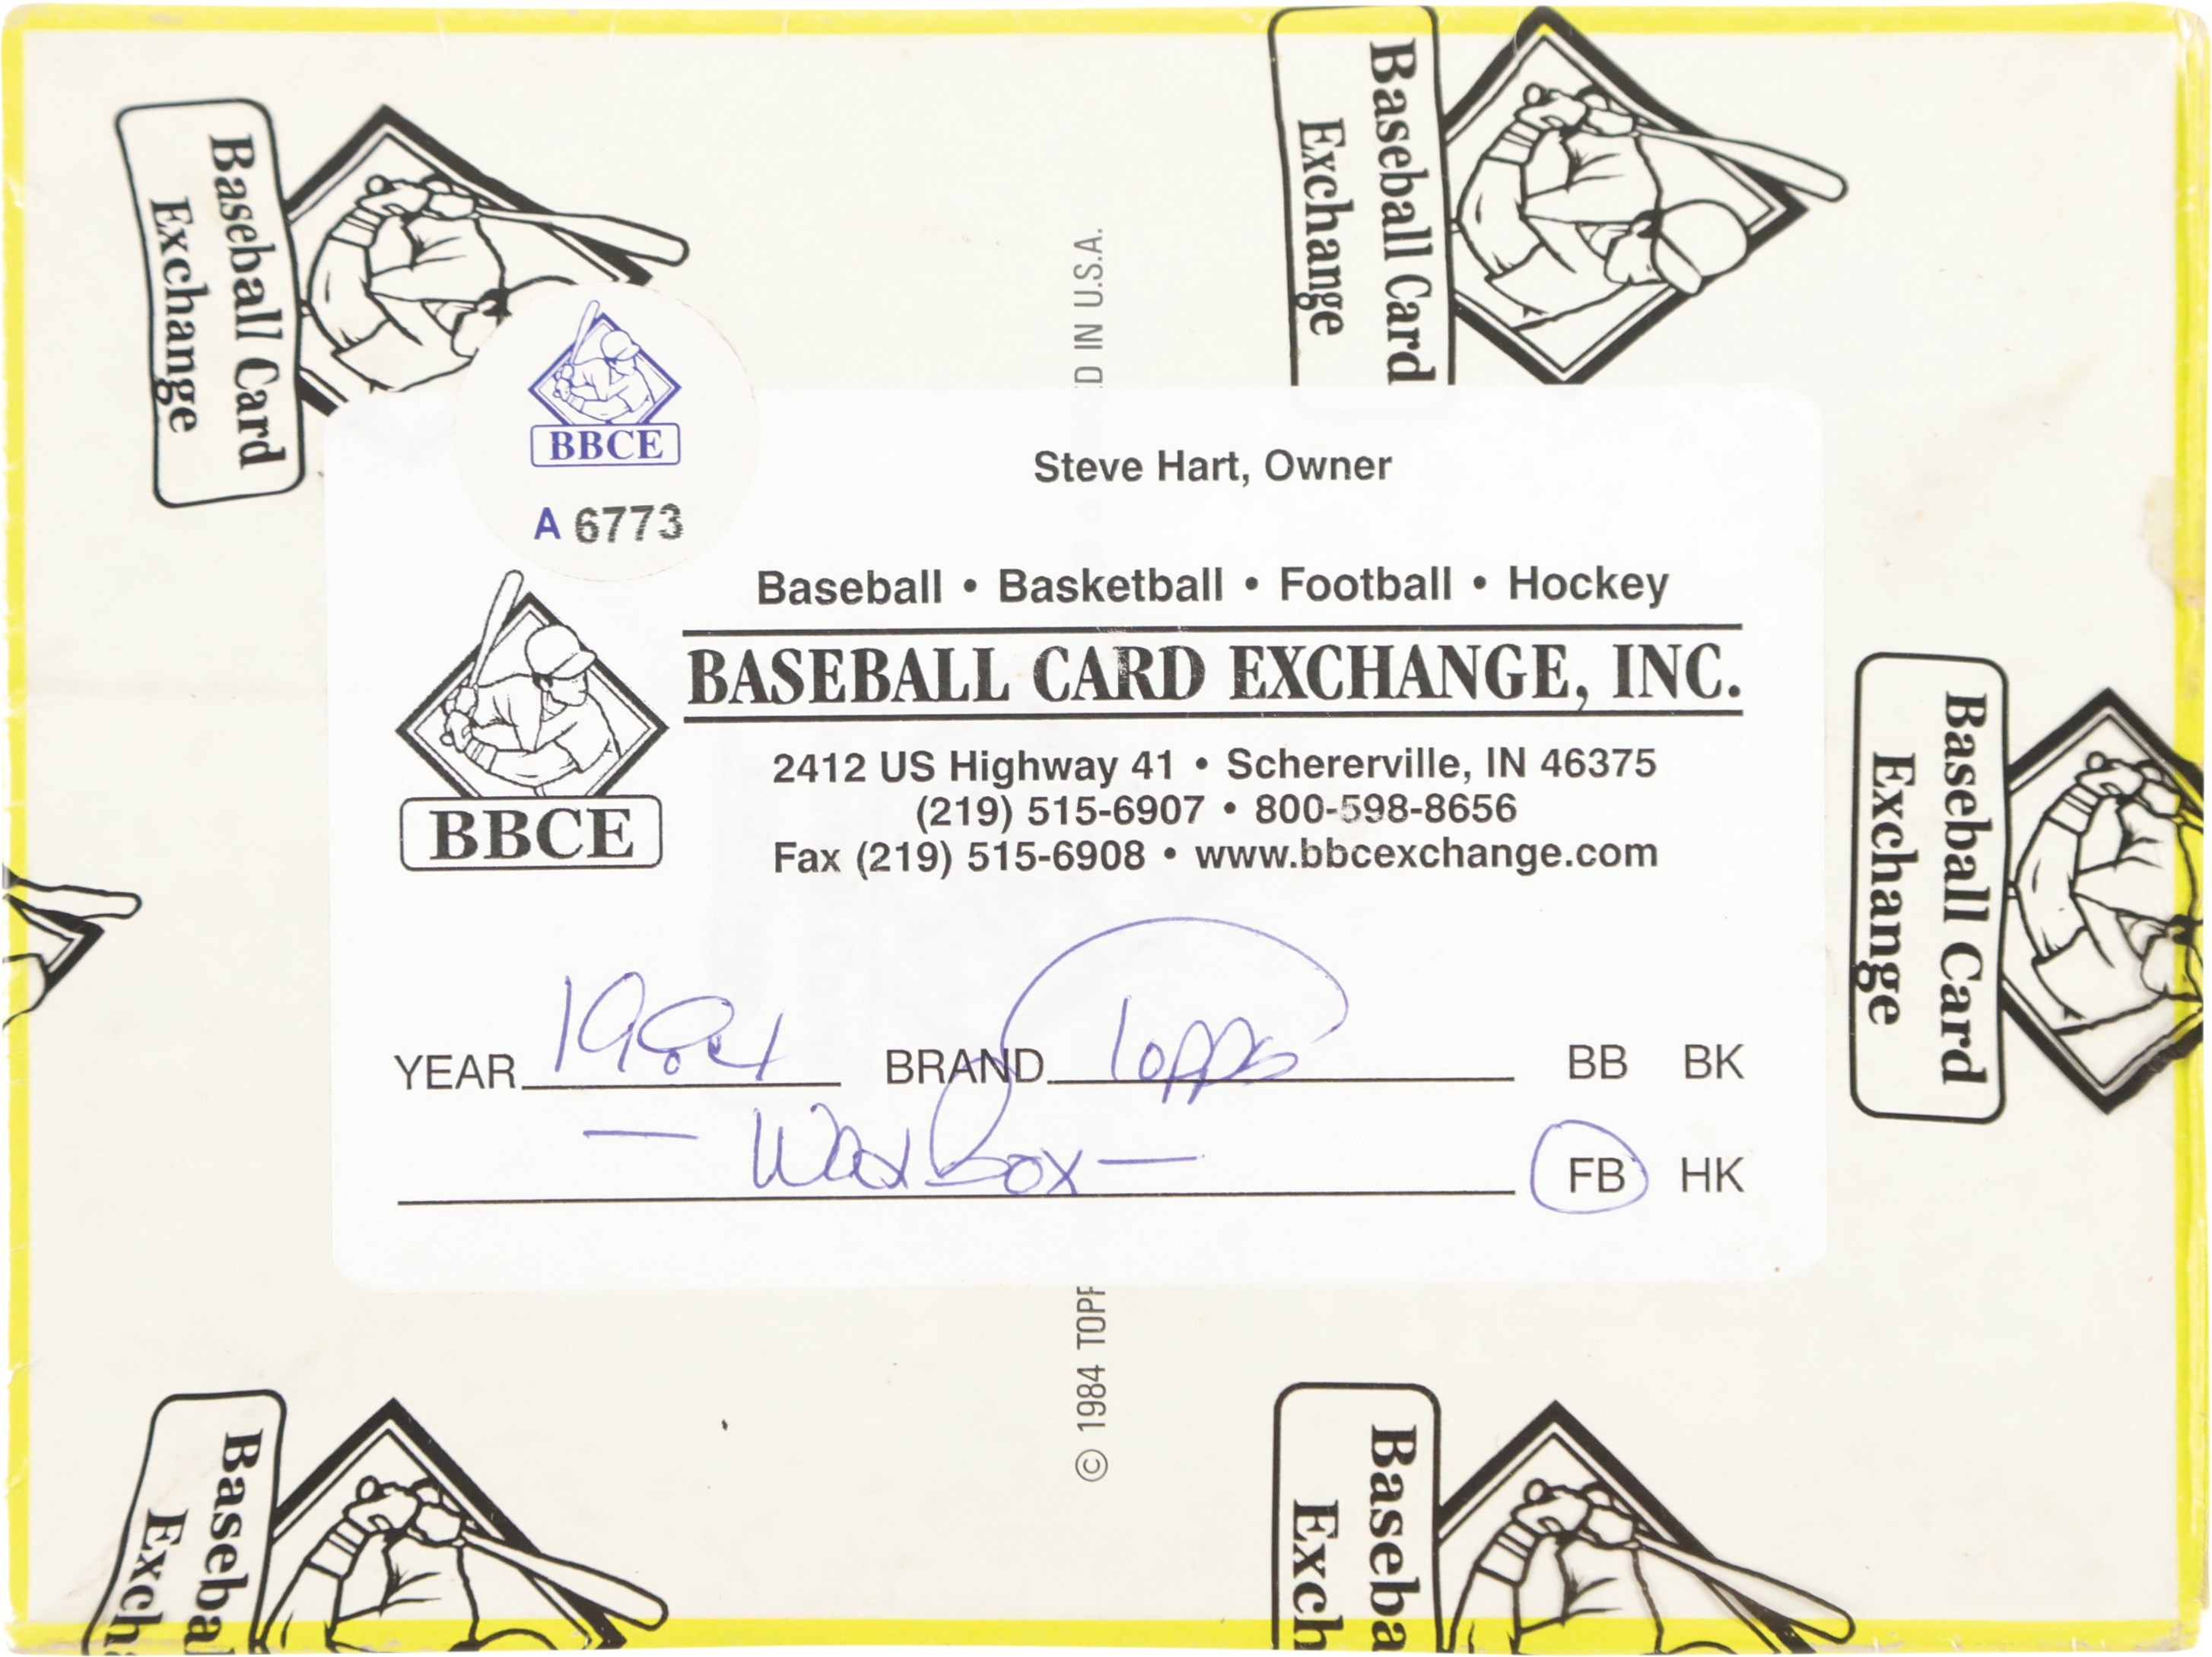 Baseball Card
Exchange
Baseball Card
Exchange
D IN U.S.A.
BBCE
A 6773
Steve Hart, Owner
Baseball • Basketball • Football • Hockey
BASEBALL CARD EXCHANGE, INC.
BBCE
2412 US Highway 41 • Schererville, IN 46375
(219) 515-6907 • 800-598-8656
Fax (219) 515-6908 • www.bbcexchange.com
Baseball Card
Exchange
YEAR 1984 BRAND Topps BB BK
— Wax Box — FB HK
© 1984 TOPP
Basebal
Exch
Baseba
Exch